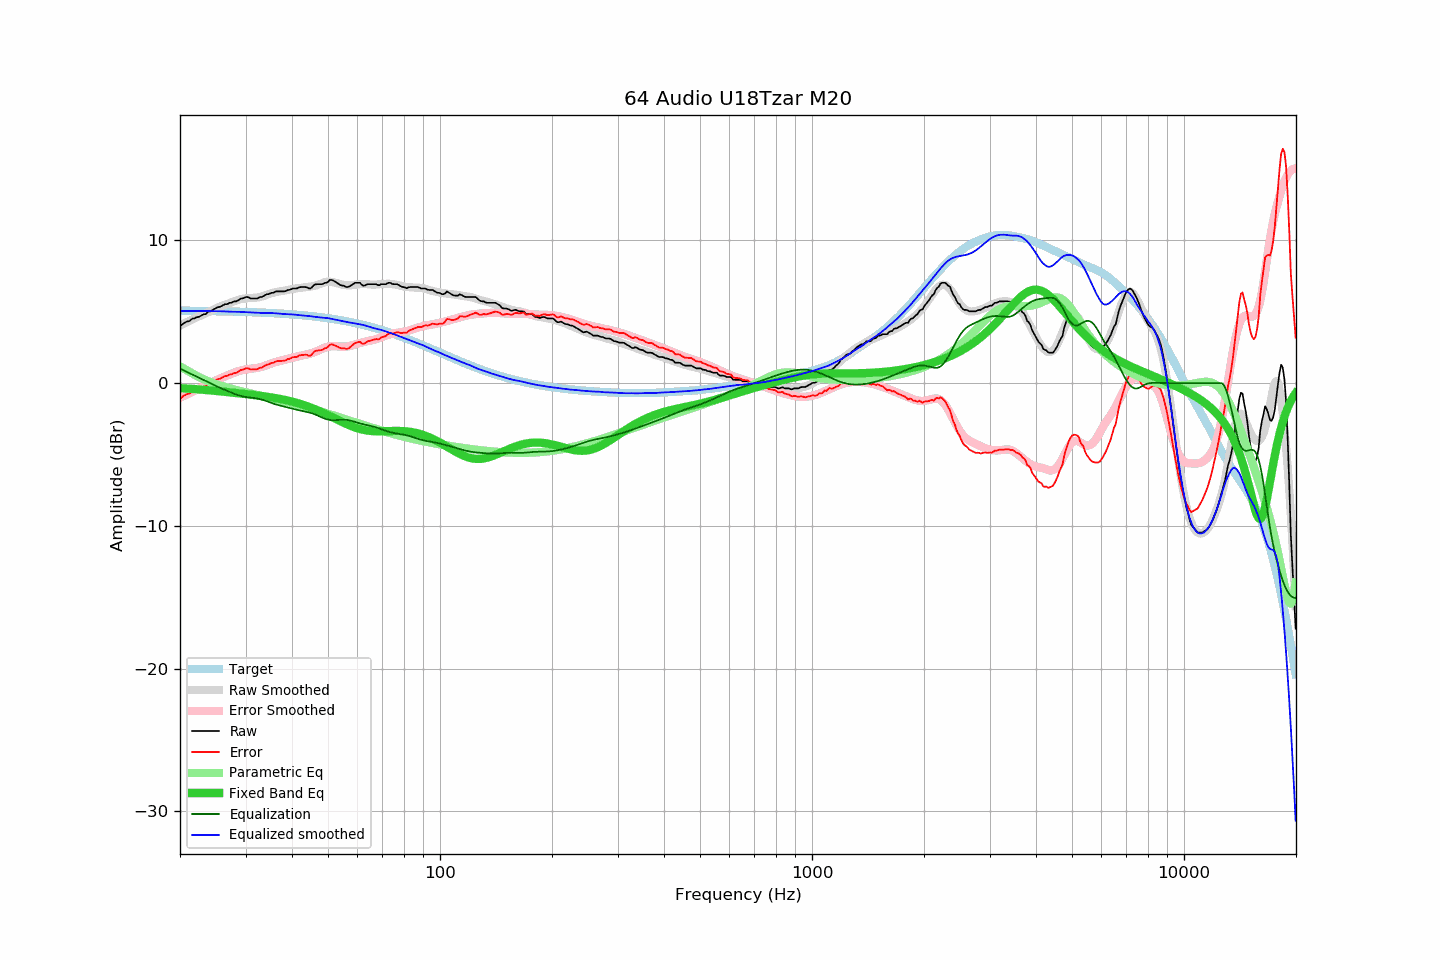 64 Audio U18Tzar M20
10
0
−10
−20
−30
Amplitude (dBr)
Target
Raw Smoothed
Error Smoothed
Raw
Error
Parametric Eq
Fixed Band Eq
Equalization
Equalized smoothed
100
1000
10000
Frequency (Hz)